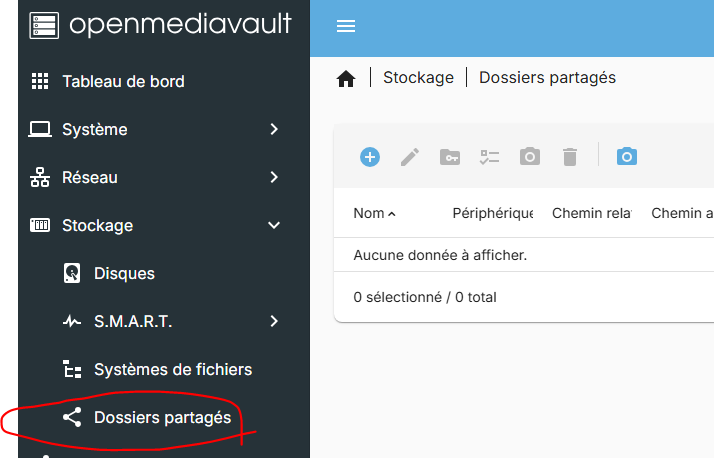 openmediavault
Tableau de bord
Système
Réseau
Stockage
Disques
S.M.A.R.T.
Systèmes de fichiers
Dossiers partagés
Stockage Dossiers partagés
Nom Périphérique Chemin rela Chemin a
Aucune donnée à afficher.
0 sélectionné / 0 total